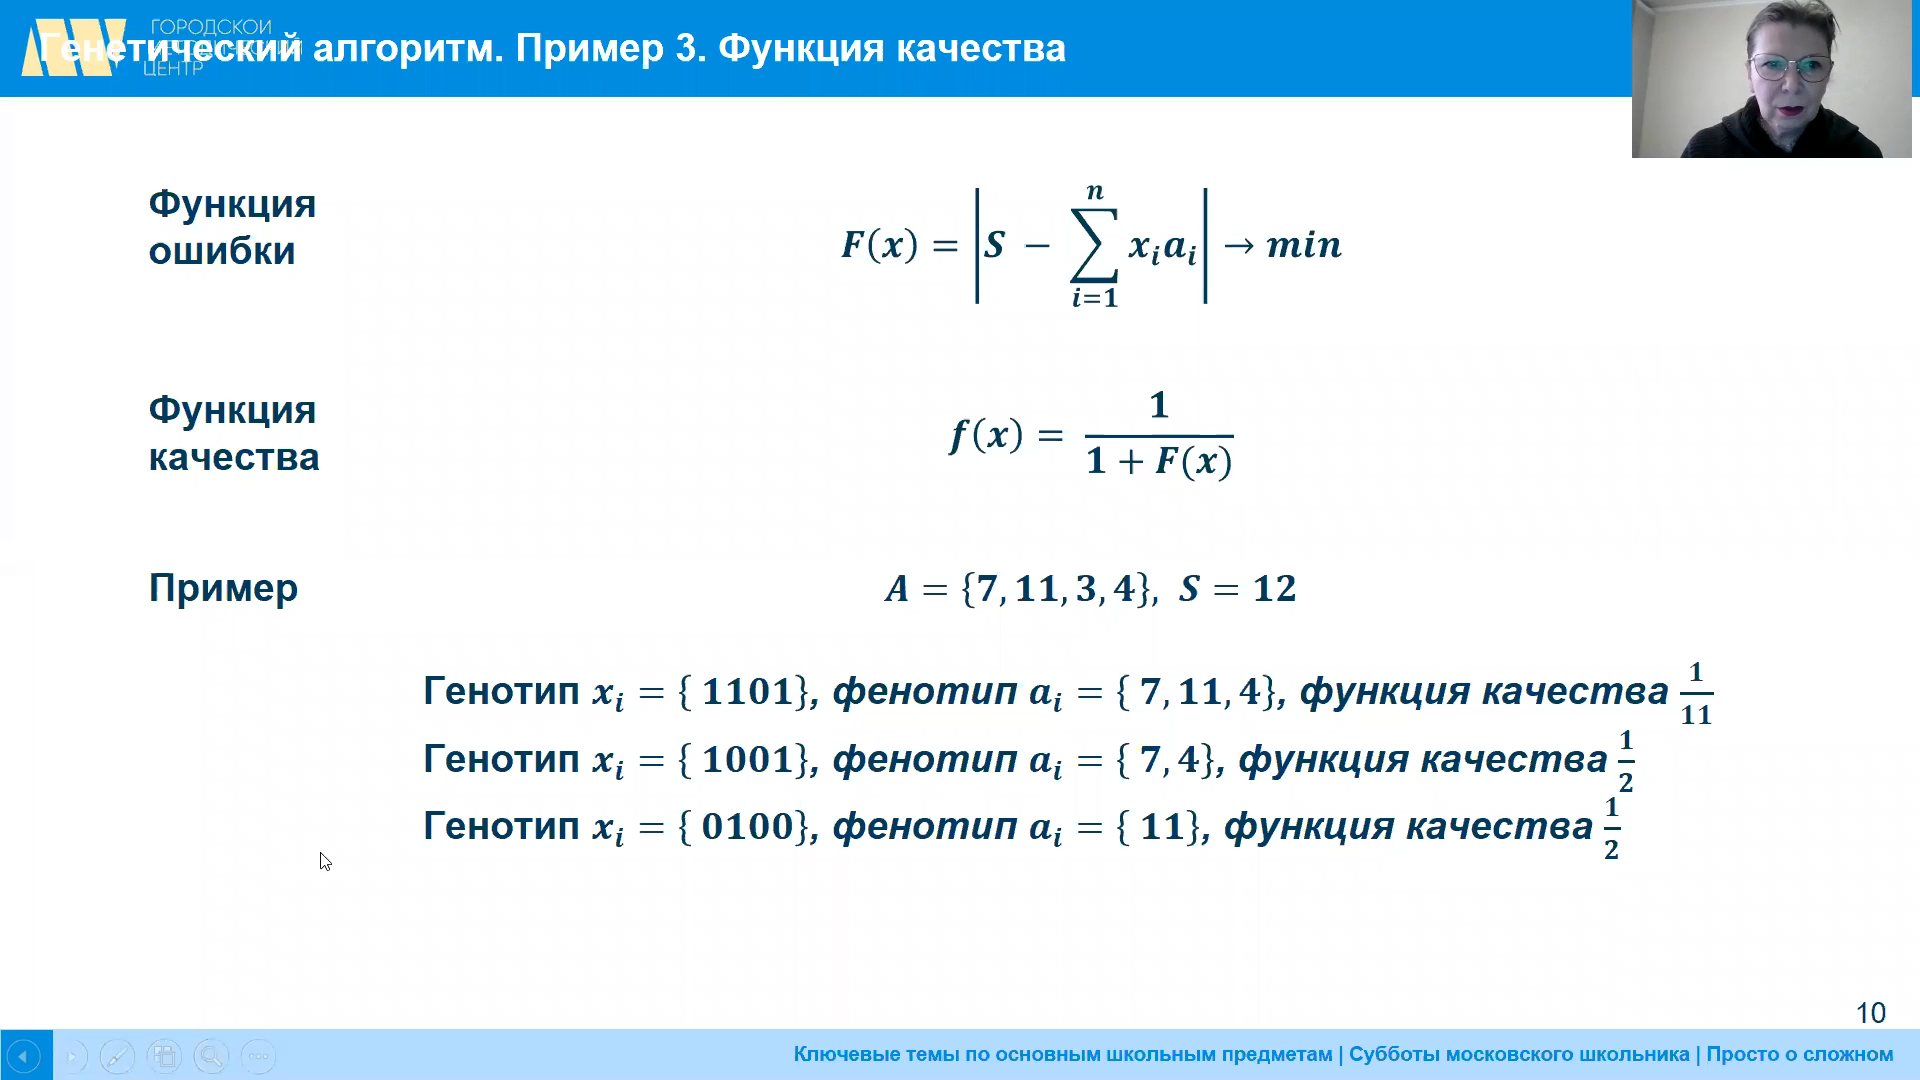 ГОРОДСКОЙ
ЦЕНТР
Генетический алгоритм. Пример 3. Функция качества
Функция
ошибки
F(x) = |S − ∑_{i=1}^{n} x_i a_i| → min
Функция
качества
f(x) = 1 / (1 + F(x))
Пример
A = {7, 11, 3, 4}, S = 12
Генотип x_i = { 1101}, фенотип a_i = { 7, 11, 4}, функция качества 1/11
Генотип x_i = { 1001}, фенотип a_i = { 7, 4}, функция качества 1/2
Генотип x_i = { 0100}, фенотип a_i = { 11}, функция качества 1/2
10
Ключевые темы по основным школьным предметам | Субботы московского школьника | Просто о сложном